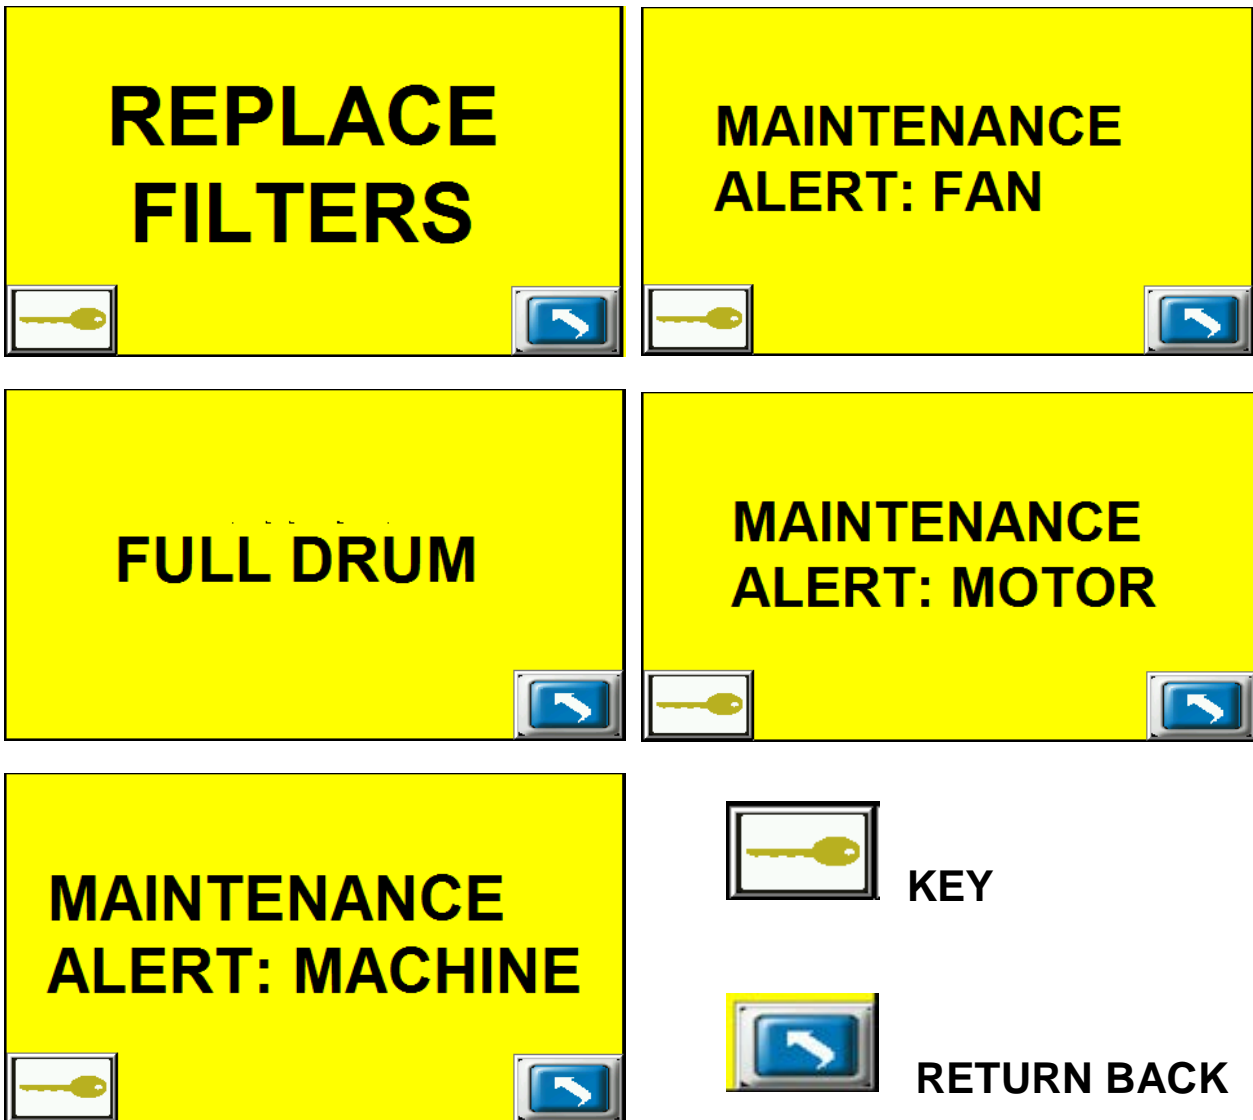 REPLACE
FILTERS
MAINTENANCE
ALERT: FAN
FULL DRUM
MAINTENANCE
ALERT: MOTOR
MAINTENANCE
ALERT: MACHINE
KEY
RETURN BACK